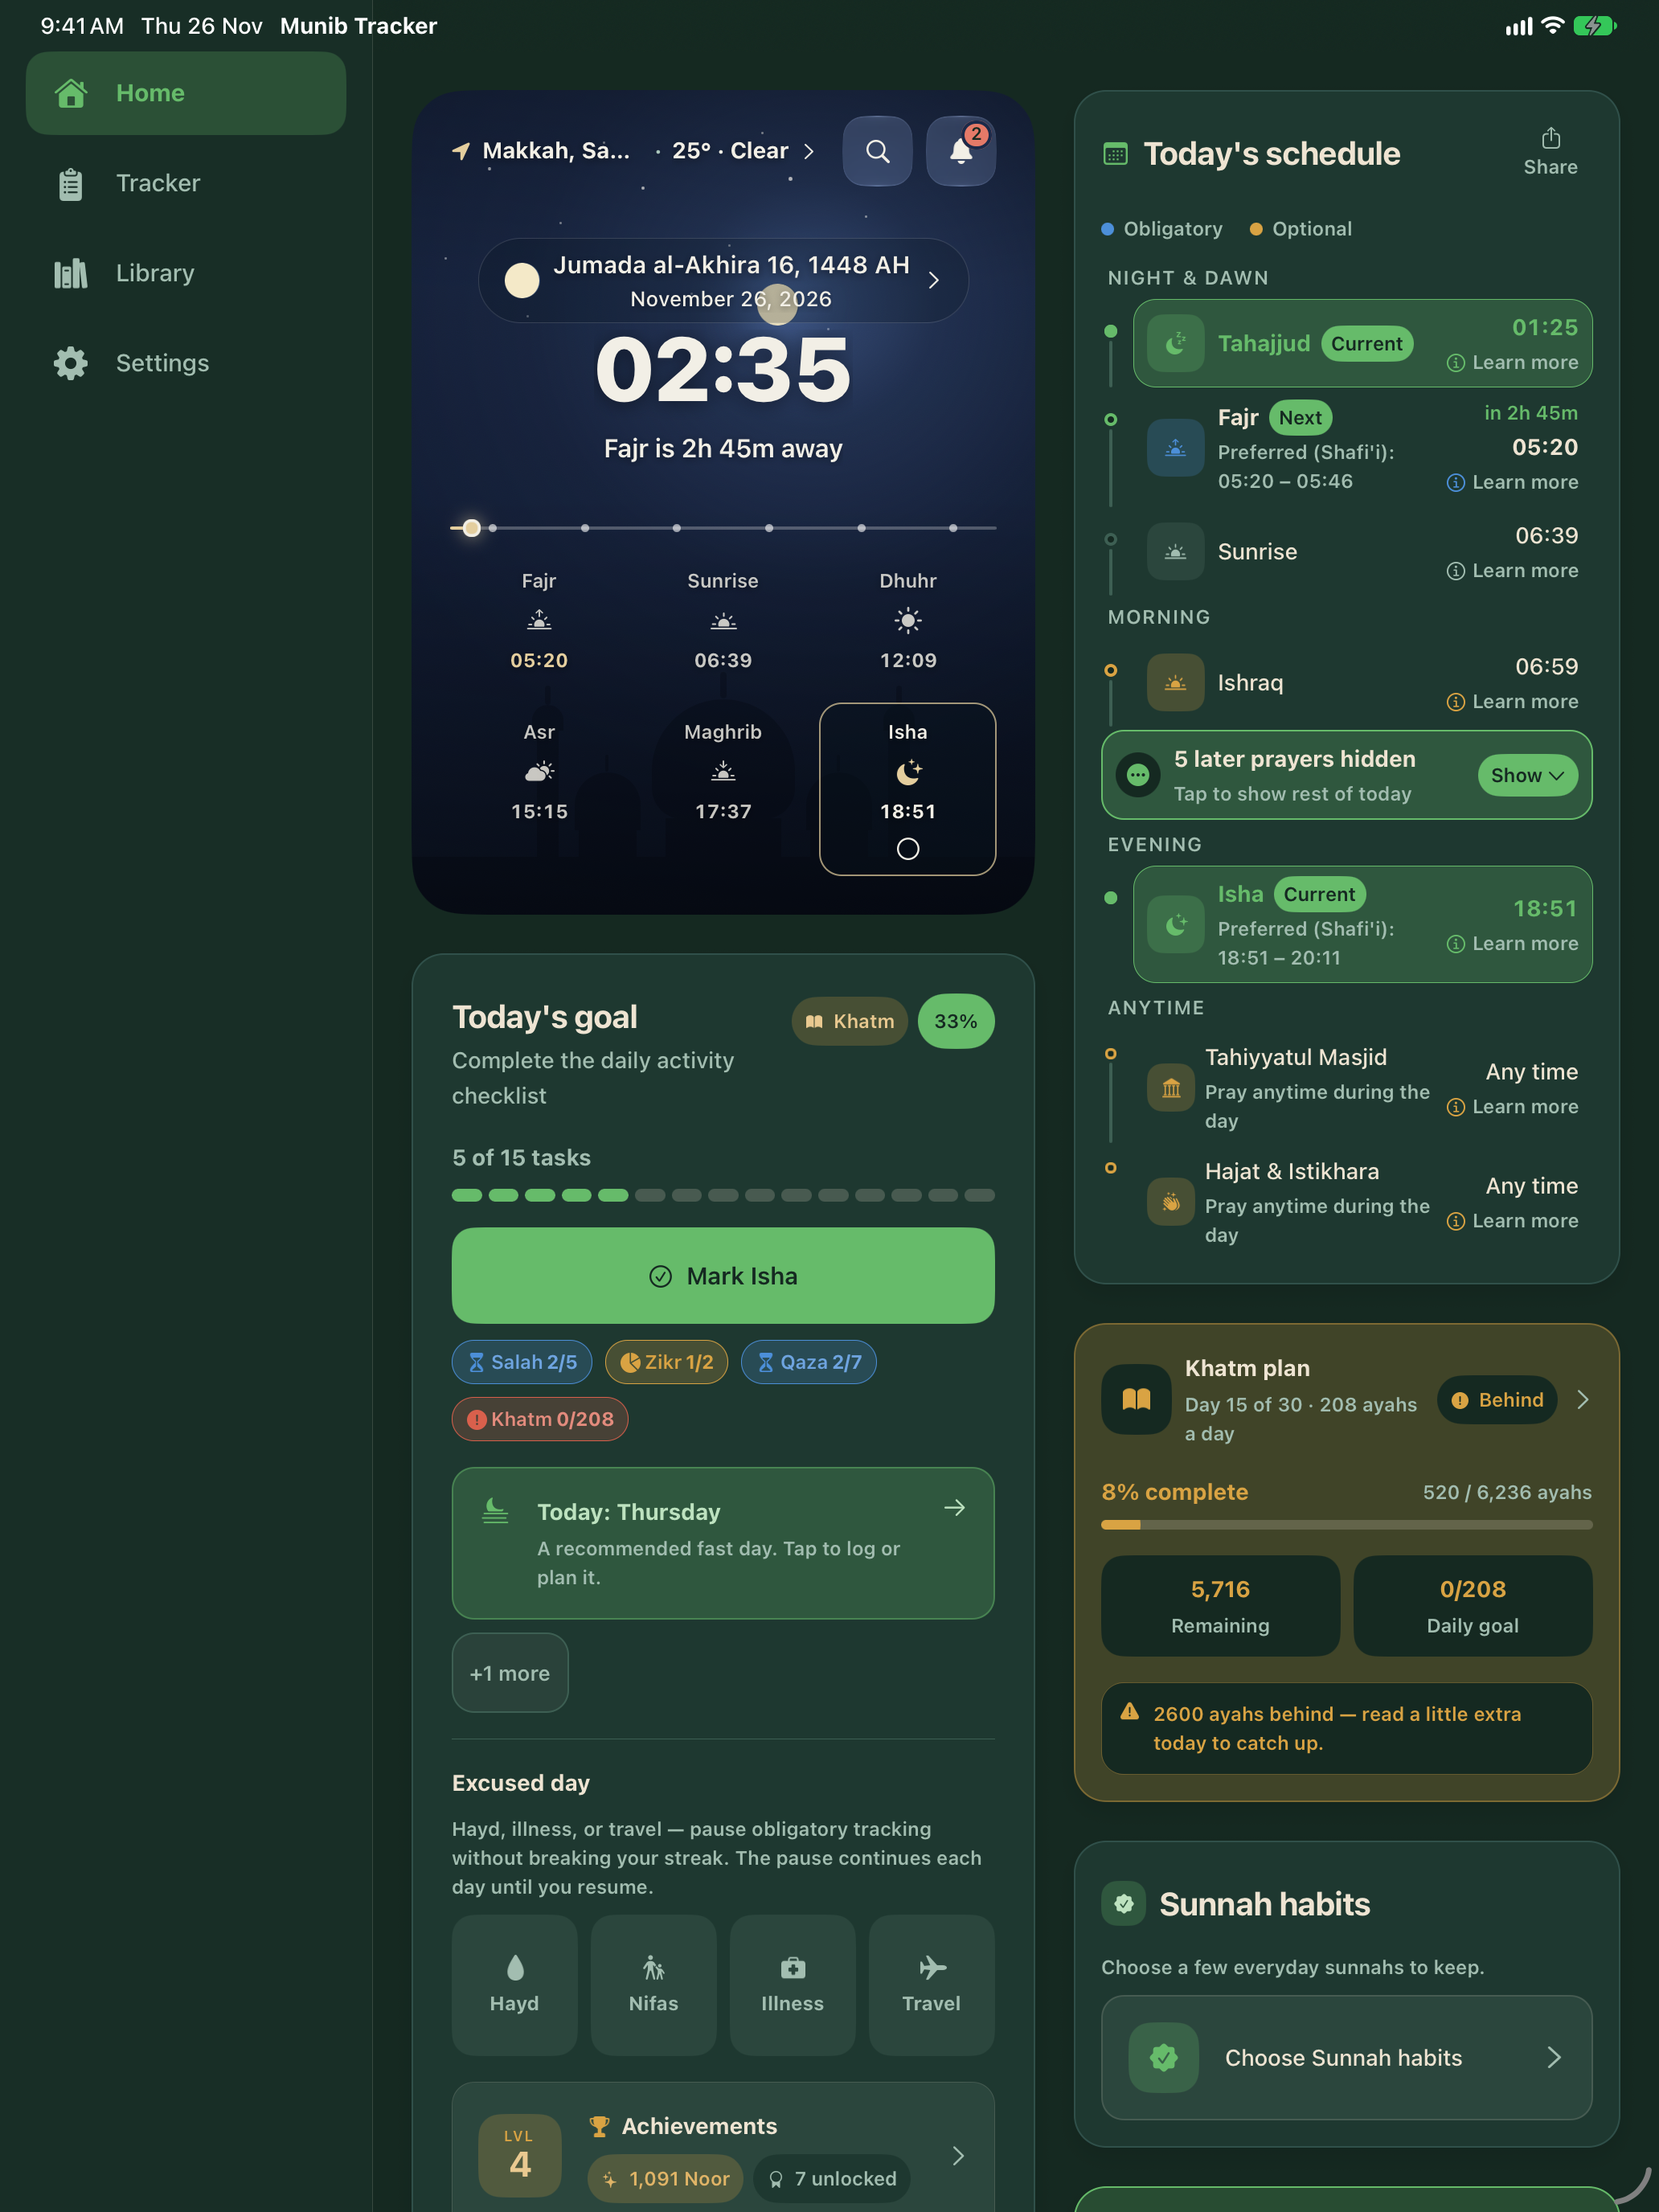 9:41 AM Thu 26 Nov Munib Tracker
Home
Tracker
Library
Settings
Makkah, Sa... · 25° · Clear
2
Jumada al-Akhira 16, 1448 AH
November 26, 2026
02:35
Fajr is 2h 45m away
Fajr Sunrise Dhuhr
05:20 06:39 12:09
Asr Maghrib Isha
15:15 17:37 18:51
Today's goal
Khatm 33%
Complete the daily activity
checklist
5 of 15 tasks
Mark Isha
Salah 2/5 Zikr 1/2 Qaza 2/7
Khatm 0/208
Today: Thursday
A recommended fast day. Tap to log or
plan it.
+1 more
Excused day
Hayd, illness, or travel — pause obligatory tracking
without breaking your streak. The pause continues each
day until you resume.
Hayd Nifas Illness Travel
LVL
4
Achievements
1,091 Noor 7 unlocked
Today's schedule
Share
Obligatory Optional
NIGHT & DAWN
Tahajjud Current 01:25
Learn more
Fajr Next in 2h 45m
Preferred (Shafi'i): 05:20
05:20 – 05:46 Learn more
Sunrise 06:39
Learn more
MORNING
Ishraq 06:59
Learn more
5 later prayers hidden
Tap to show rest of today
Show
EVENING
Isha Current 18:51
Preferred (Shafi'i):
18:51 – 20:11 Learn more
ANYTIME
Tahiyyatul Masjid Any time
Pray anytime during the
day
Learn more
Hajat & Istikhara Any time
Pray anytime during the
day
Learn more
Khatm plan
Day 15 of 30 · 208 ayahs
a day
Behind
8% complete 520 / 6,236 ayahs
5,716 0/208
Remaining Daily goal
2600 ayahs behind — read a little extra
today to catch up.
Sunnah habits
Choose a few everyday sunnahs to keep.
Choose Sunnah habits